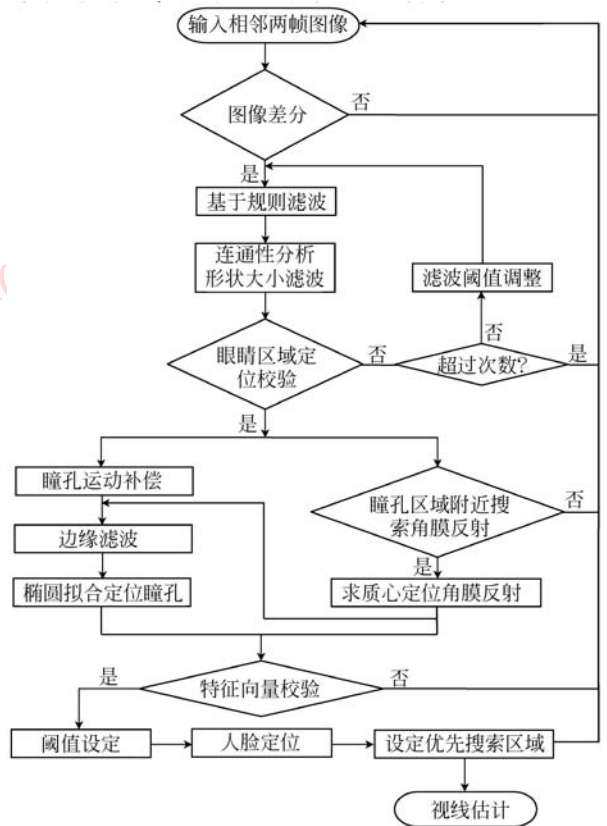 输入相邻两帧图像
图像差分
否
是
基于规则滤波
连通性分析
形状大小滤波
滤波阈值调整
眼睛区域定
位校验
否
超过次数?
否
是
是
瞳孔运动补偿
瞳孔区域附近搜
索角膜反射
否
边缘滤波
是
椭圆拟合定位瞳孔
求质心定位角膜反射
是
特征向量校验
否
阈值设定
人脸定位
设定优先搜索区域
视线估计